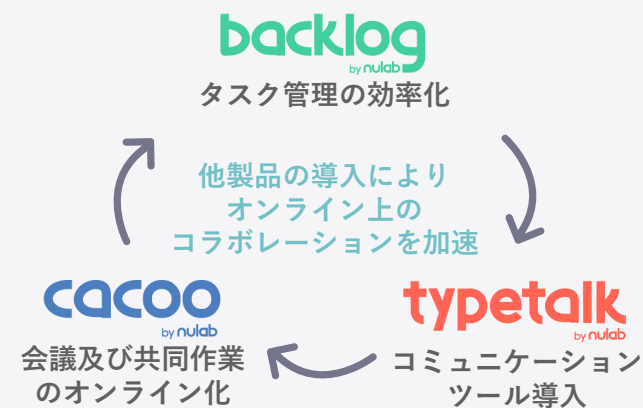 backlog
by nulab
タスク管理の効率化
他製品の導入により
オンライン上の
コラボレーションを加速
cacoo
by nulab
会議及び共同作業
のオンライン化
typetalk
by nulab
コミュニケーション
ツール導入